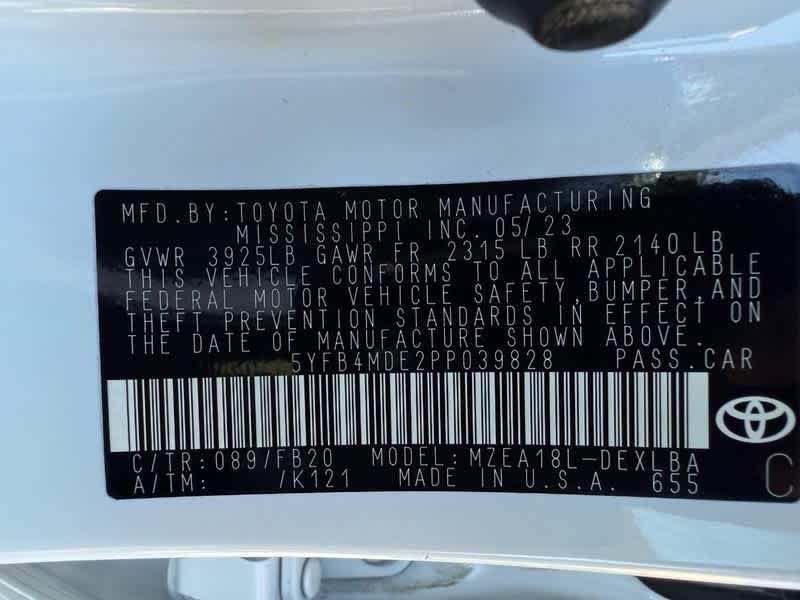 MFD.BY:TOYOTA MOTOR MANUFACTURING
MISSISSIPPI INC. 05/23
GVWR 3925LB GAWR FR 2315 LB RR 2140 LB
THIS VEHICLE CONFORMS TO ALL APPLICABLE
FEDERAL MOTOR VEHICLE SAFETY,BUMPER,AND
THEFT PREVENTION STANDARDS IN EFFECT ON
THE DATE OF MANUFACTURE SHOWN ABOVE.
5YFB4MDE2PP039828 PASS.CAR
C/TR:089/FB20 MODEL:MZEA18L-DEXLBA
A/TM: /K121 MADE IN U.S.A. 655 C